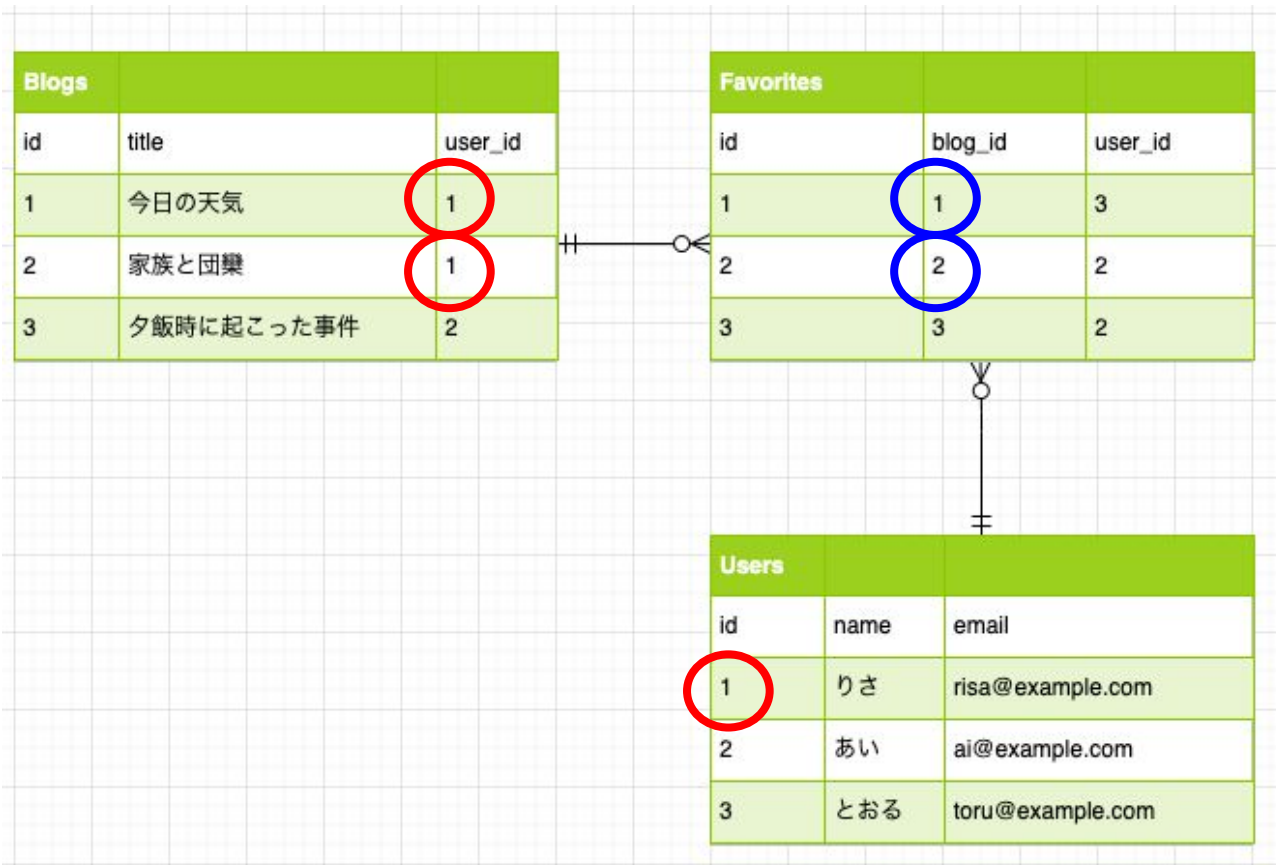 Blogs
id title user_id
1 今日の天気 1
2 家族と団欒 1
3 夕飯時に起こった事件 2
Favorites
id blog_id user_id
1 1 3
2 2 2
3 3 2
Users
id name email
1 りさ risa@example.com
2 あい ai@example.com
3 とおる toru@example.com